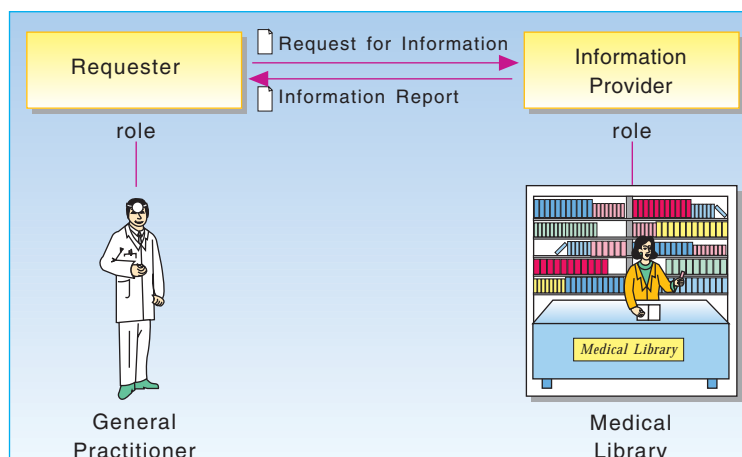 Request for Information
Requester
Information
Provider
Information Report
role
role
Medical Library
General
Practitioner
Medical
Library